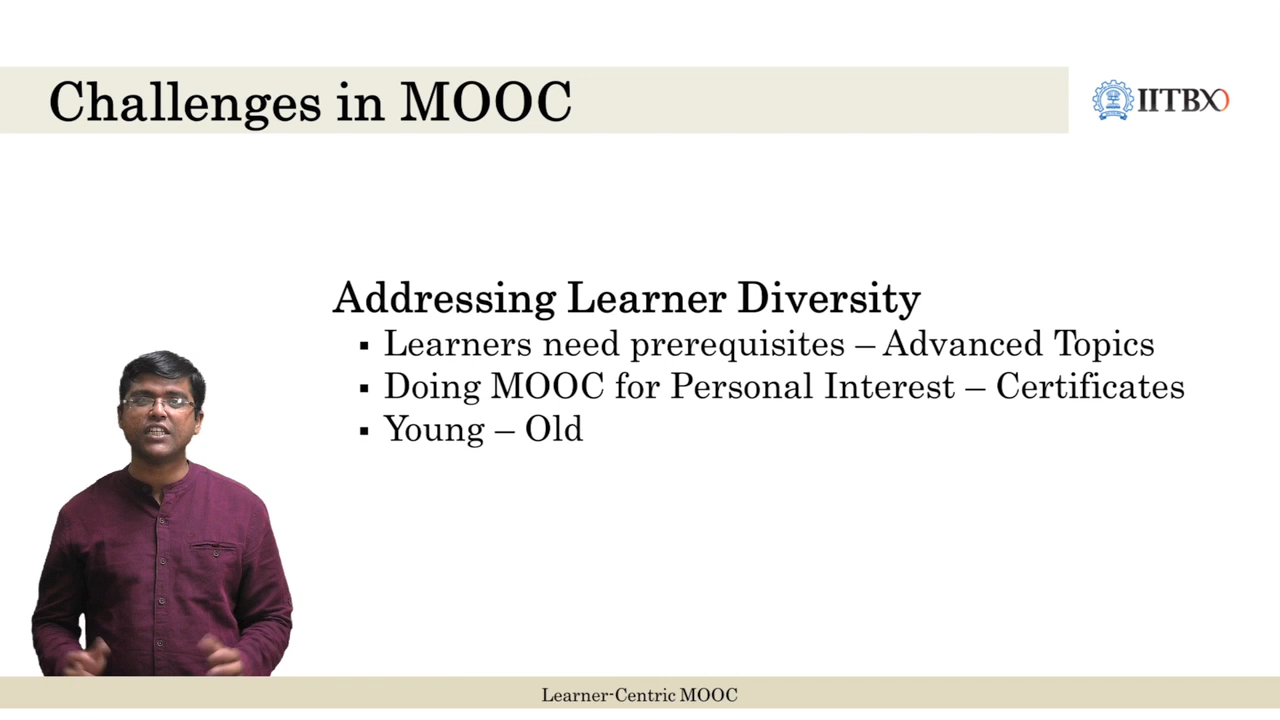 Challenges in MOOC
IITBX
Addressing Learner Diversity
▪ Learners need prerequisites – Advanced Topics
▪ Doing MOOC for Personal Interest – Certificates
▪ Young – Old
Learner-Centric MOOC